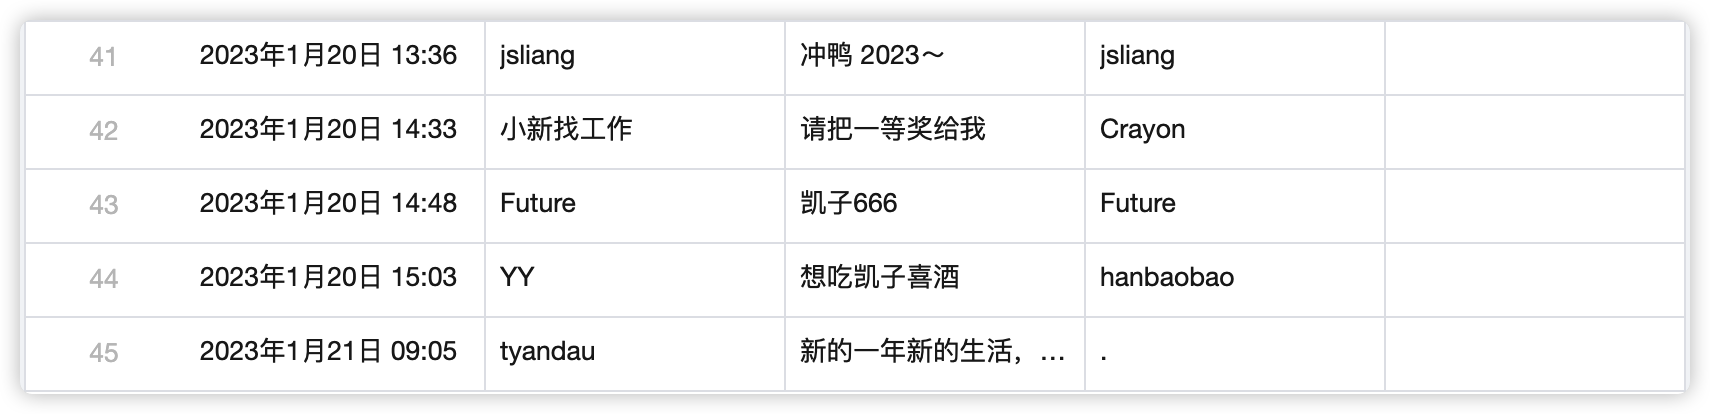 41 2023年1月20日 13:36 jsliang 冲鸭 2023～ jsliang
42 2023年1月20日 14:33 小新找工作 请把一等奖给我 Crayon
43 2023年1月20日 14:48 Future 凯子666 Future
44 2023年1月20日 15:03 YY 想吃凯子喜酒 hanbaobao
45 2023年1月21日 09:05 tyandau 新的一年新的生活，… .